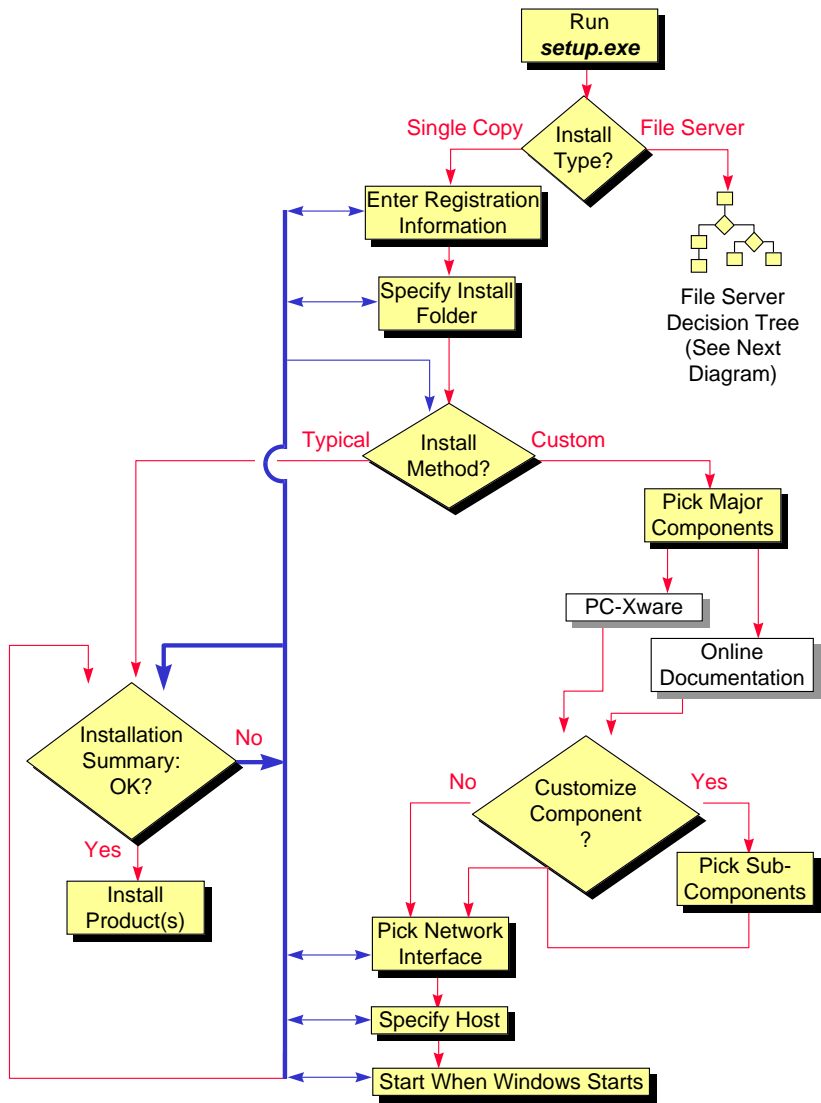 Run
setup.exe
Single Copy
Install
Type?
File Server
Enter Registration
Information
Specify Install
Folder
File Server
Decision Tree
(See Next
Diagram)
Typical
Install
Method?
Custom
Pick Major
Components
PC-Xware
Online
Documentation
Installation
Summary:
OK?
No
Yes
Install
Product(s)
No
Customize
Component
?
Yes
Pick Sub-
Components
Pick Network
Interface
Specify Host
Start When Windows Starts